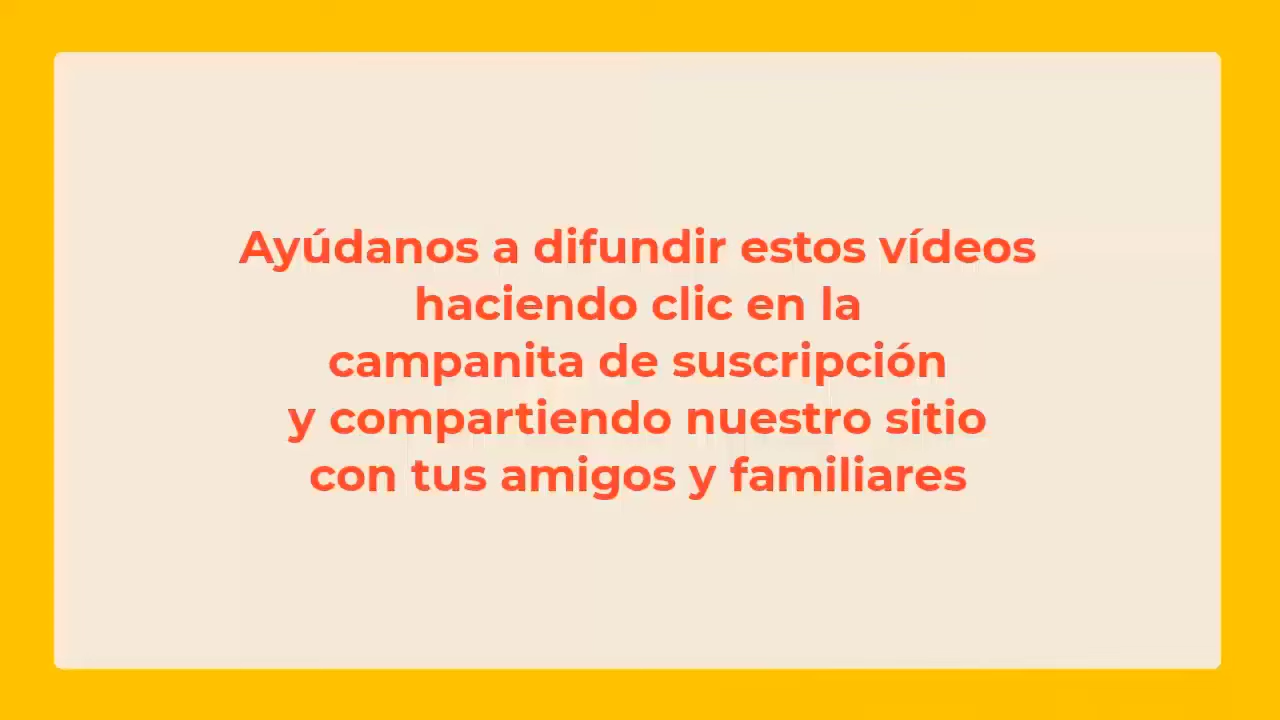 Ayúdanos a difundir estos vídeos
haciendo clic en la
campanita de suscripción
y compartiendo nuestro sitio
con tus amigos y familiares